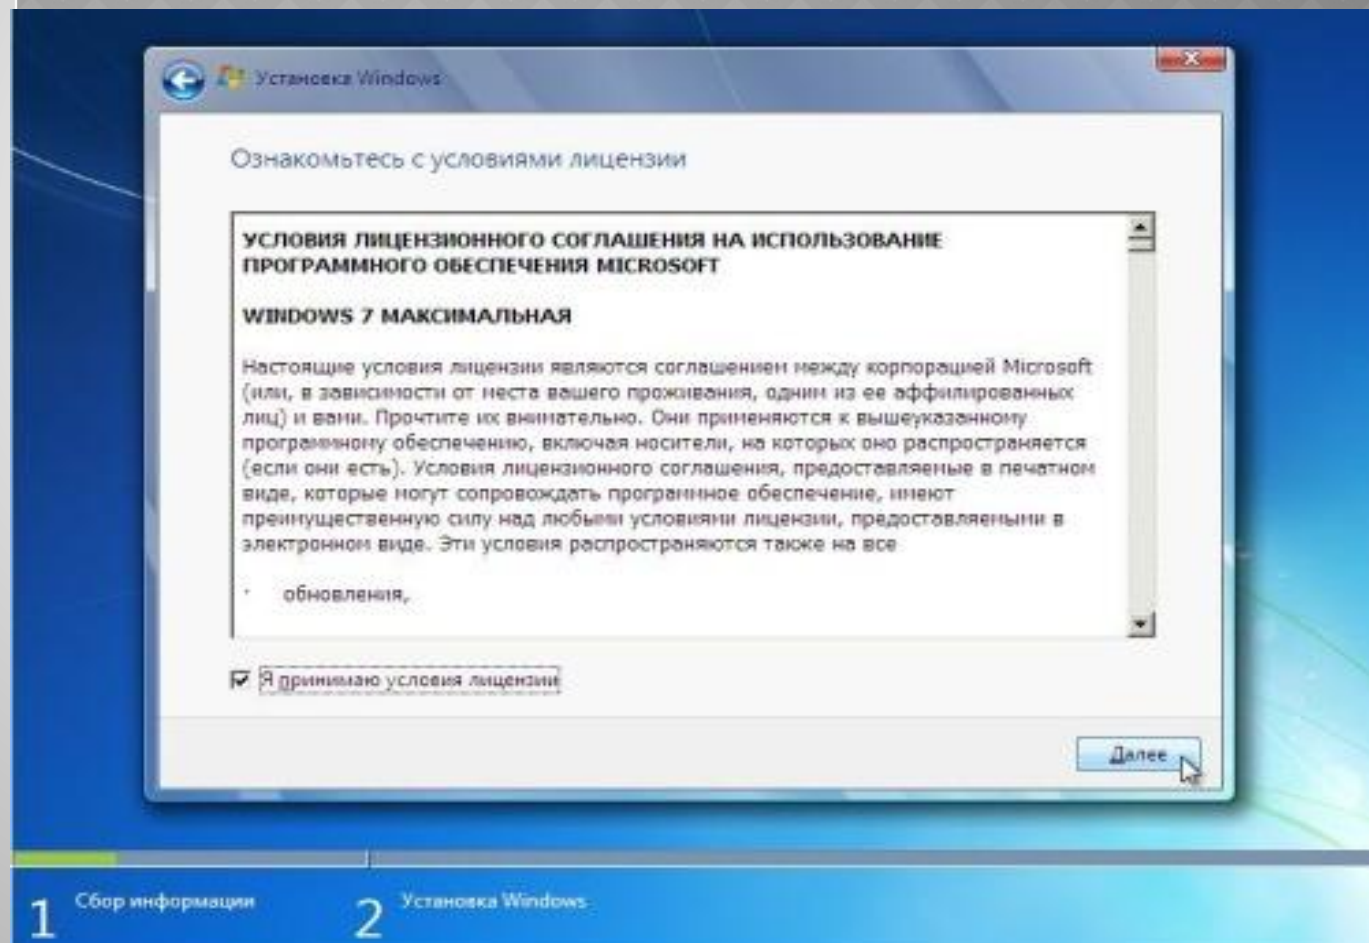 Установка Windows
Ознакомьтесь с условиями лицензии
УСЛОВИЯ ЛИЦЕНЗИОННОГО СОГЛАШЕНИЯ НА ИСПОЛЬЗОВАНИЕ
ПРОГРАММНОГО ОБЕСПЕЧЕНИЯ MICROSOFT
WINDOWS 7 МАКСИМАЛЬНАЯ
Настоящие условия лицензии являются соглашением между корпорацией Microsoft
(или, в зависимости от места вашего проживания, одним из ее аффилированных
лиц) и вами. Прочтите их внимательно. Они применяются к вышеуказанному
программному обеспечению, включая носители, на которых оно распространяется
(если они есть). Условия лицензионного соглашения, предоставляемые в печатном
виде, которые могут сопровождать программное обеспечение, имеют
преимущественную силу над любыми условиями лицензии, предоставляемыми в
электронном виде. Эти условия распространяются также на все
· обновления,
Я принимаю условия лицензии
Далее
1 Сбор информации
2 Установка Windows